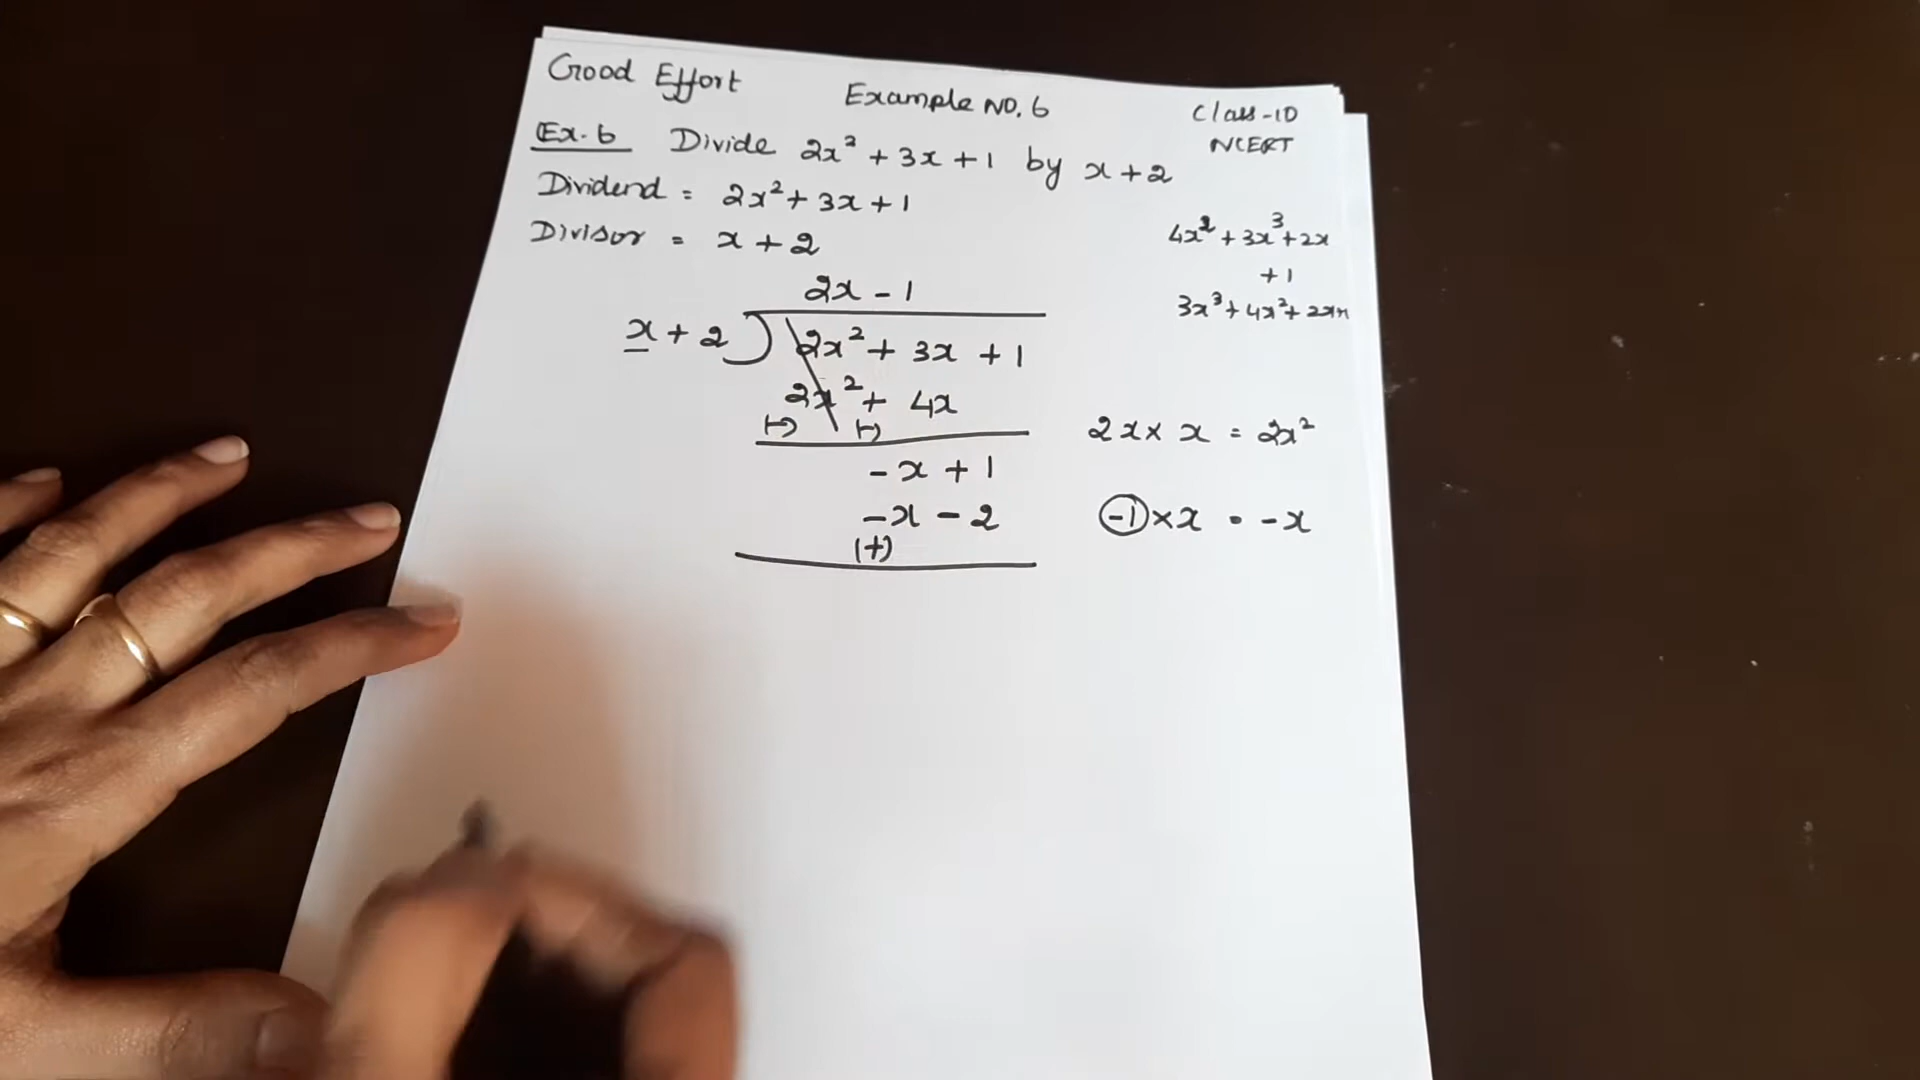 Good Effort Example NO. 6 Class-10
NCERT
Ex-6 Divide 2x² + 3x + 1 by x + 2
Dividend = 2x² + 3x + 1
Divisor = x + 2
4x² + 3x³ + 2x
+ 1
3x³ + 4x² + 2x+1
2x - 1
x + 2 ) 2x² + 3x + 1
2x² + 4x
(-) (-)
2x × x = 2x²
-x + 1
-x - 2
(+)
-1 × x = -x